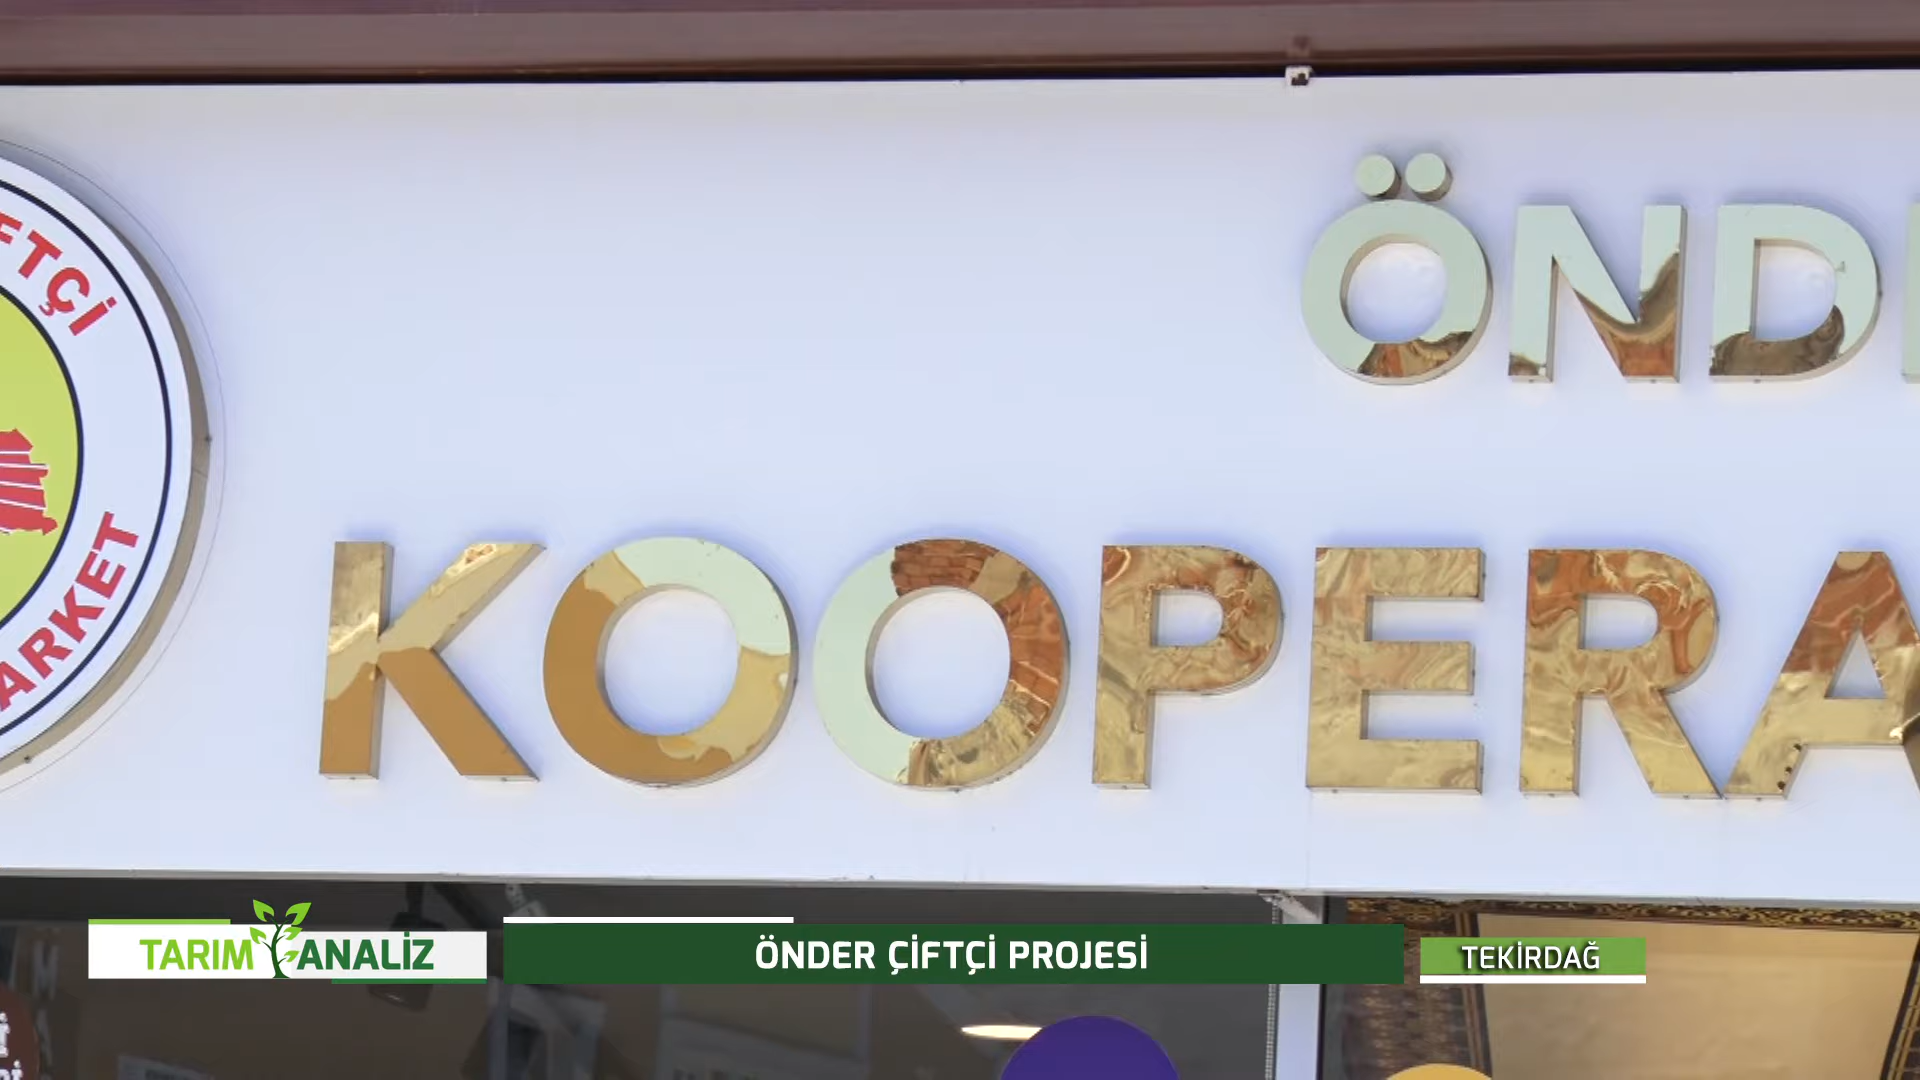 FTÇİ
ARKET
ÖND
KOOPERA
TARIM ANALİZ
ÖNDER ÇİFTÇİ PROJESİ
TEKİRDAĞ